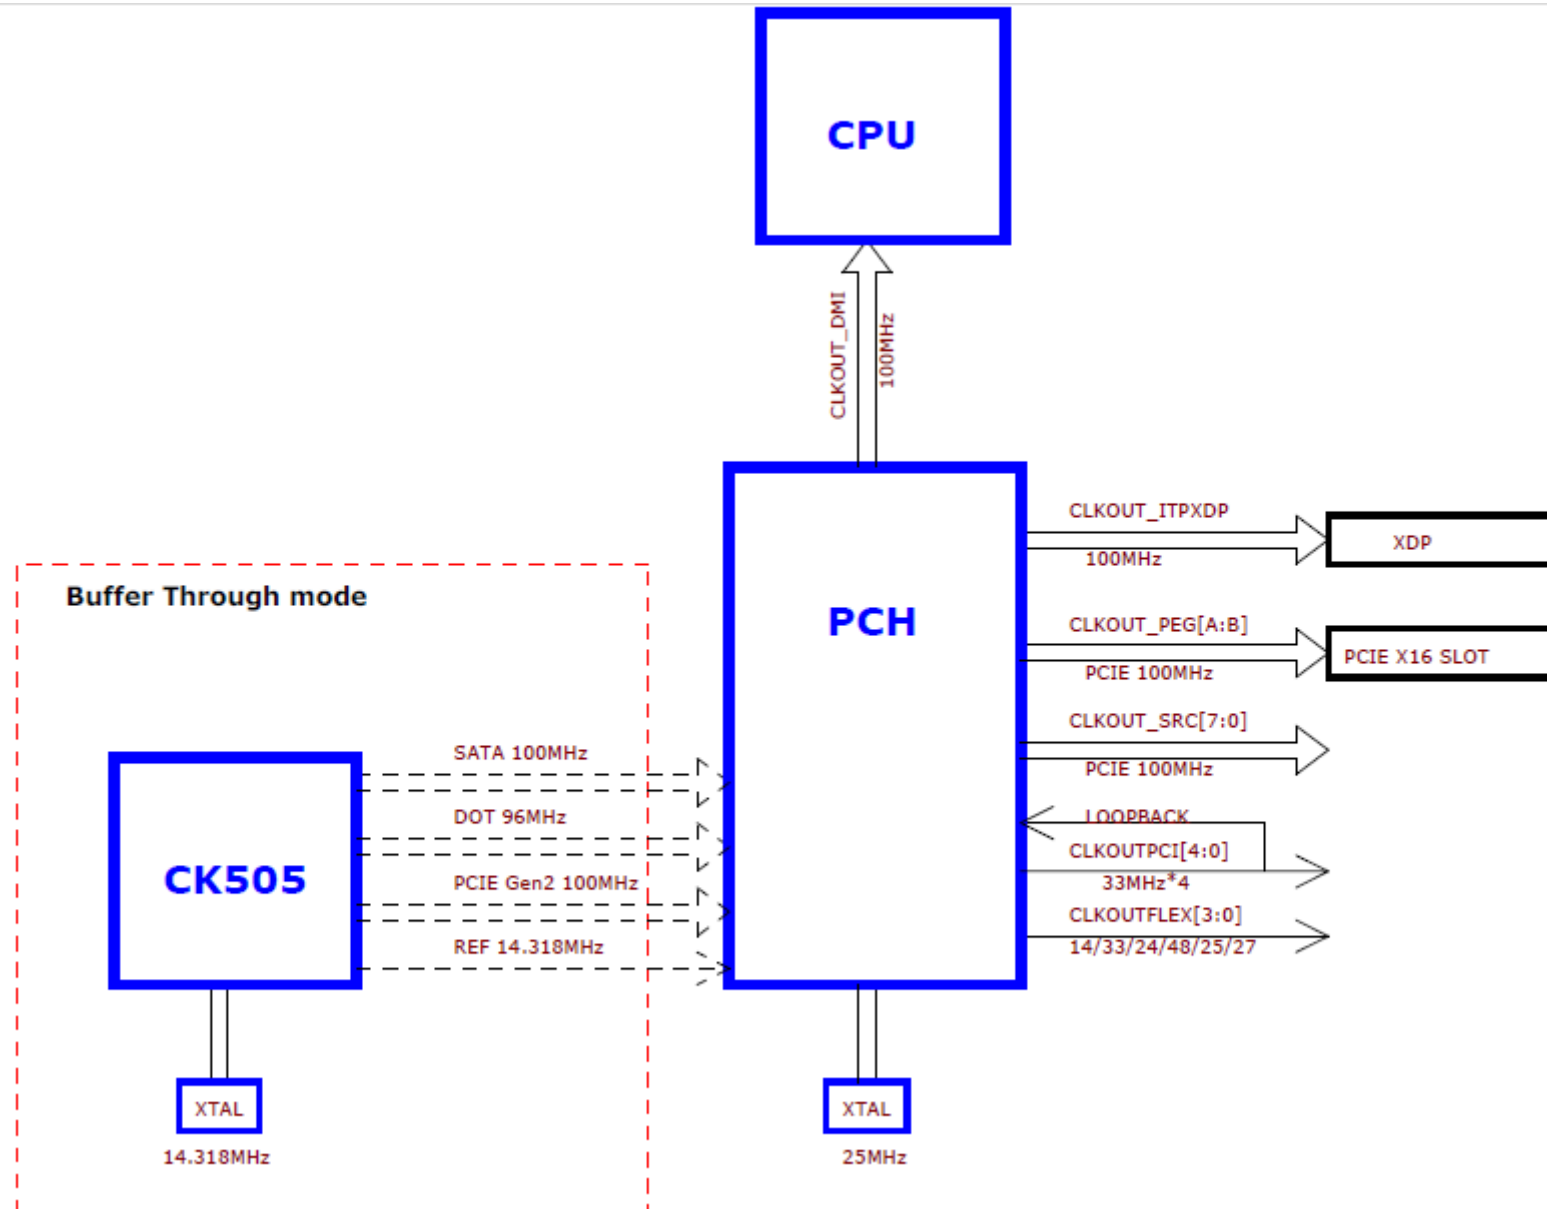 CPU
CLKOUT_DMI
100MHz
CLKOUT_ITPXDP
100MHz
XDP
Buffer Through mode
PCH
CLKOUT_PEG[A:B]
PCIE 100MHz
PCIE X16 SLOT
CLKOUT_SRC[7:0]
PCIE 100MHz
SATA 100MHz
DOT 96MHz
PCIE Gen2 100MHz
REF 14.318MHz
CK505
LOOPBACK
CLKOUTPCI[4:0]
33MHz*4
CLKOUTFLEX[3:0]
14/33/24/48/25/27
XTAL
14.318MHz
XTAL
25MHz